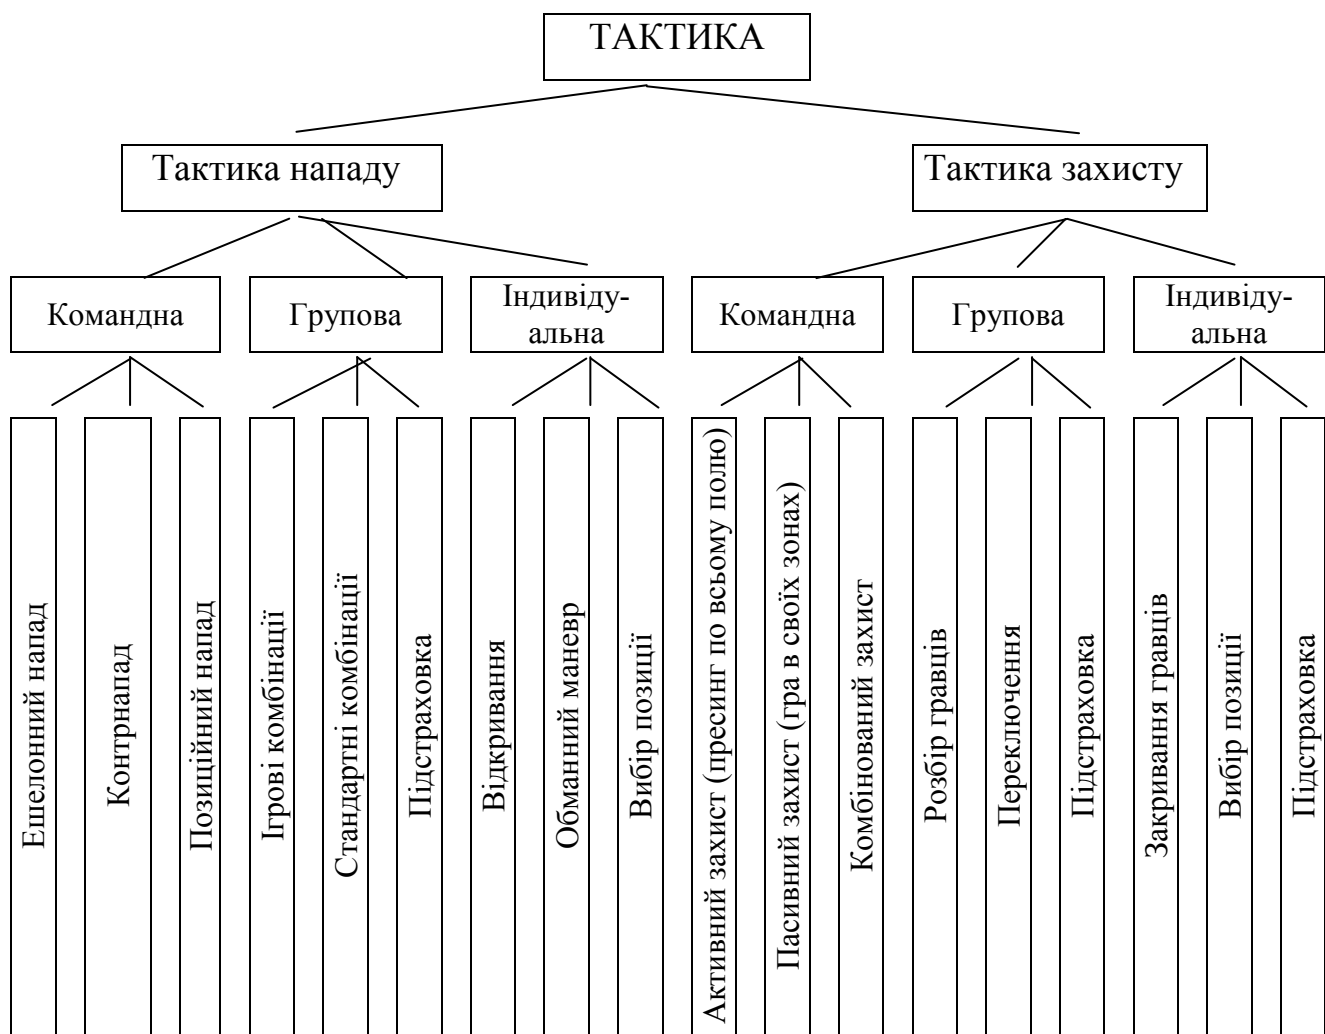 ТАКТИКА
Тактика нападу
Тактика захисту
Командна
Групова
Індивіду-
альна
Командна
Групова
Індивіду-
альна
Ешелонний напад
Контрнапад
Позиційний напад
Ігрові комбінації
Стандартні комбінації
Підстраховка
Відкривання
Обманний маневр
Вибір позиції
Активний захист (пресинг по всьому полю)
Пасивний захист (гра в своїх зонах)
Комбінований захист
Розбір гравців
Переключення
Підстраховка
Закривання гравців
Вибір позиції
Підстраховка